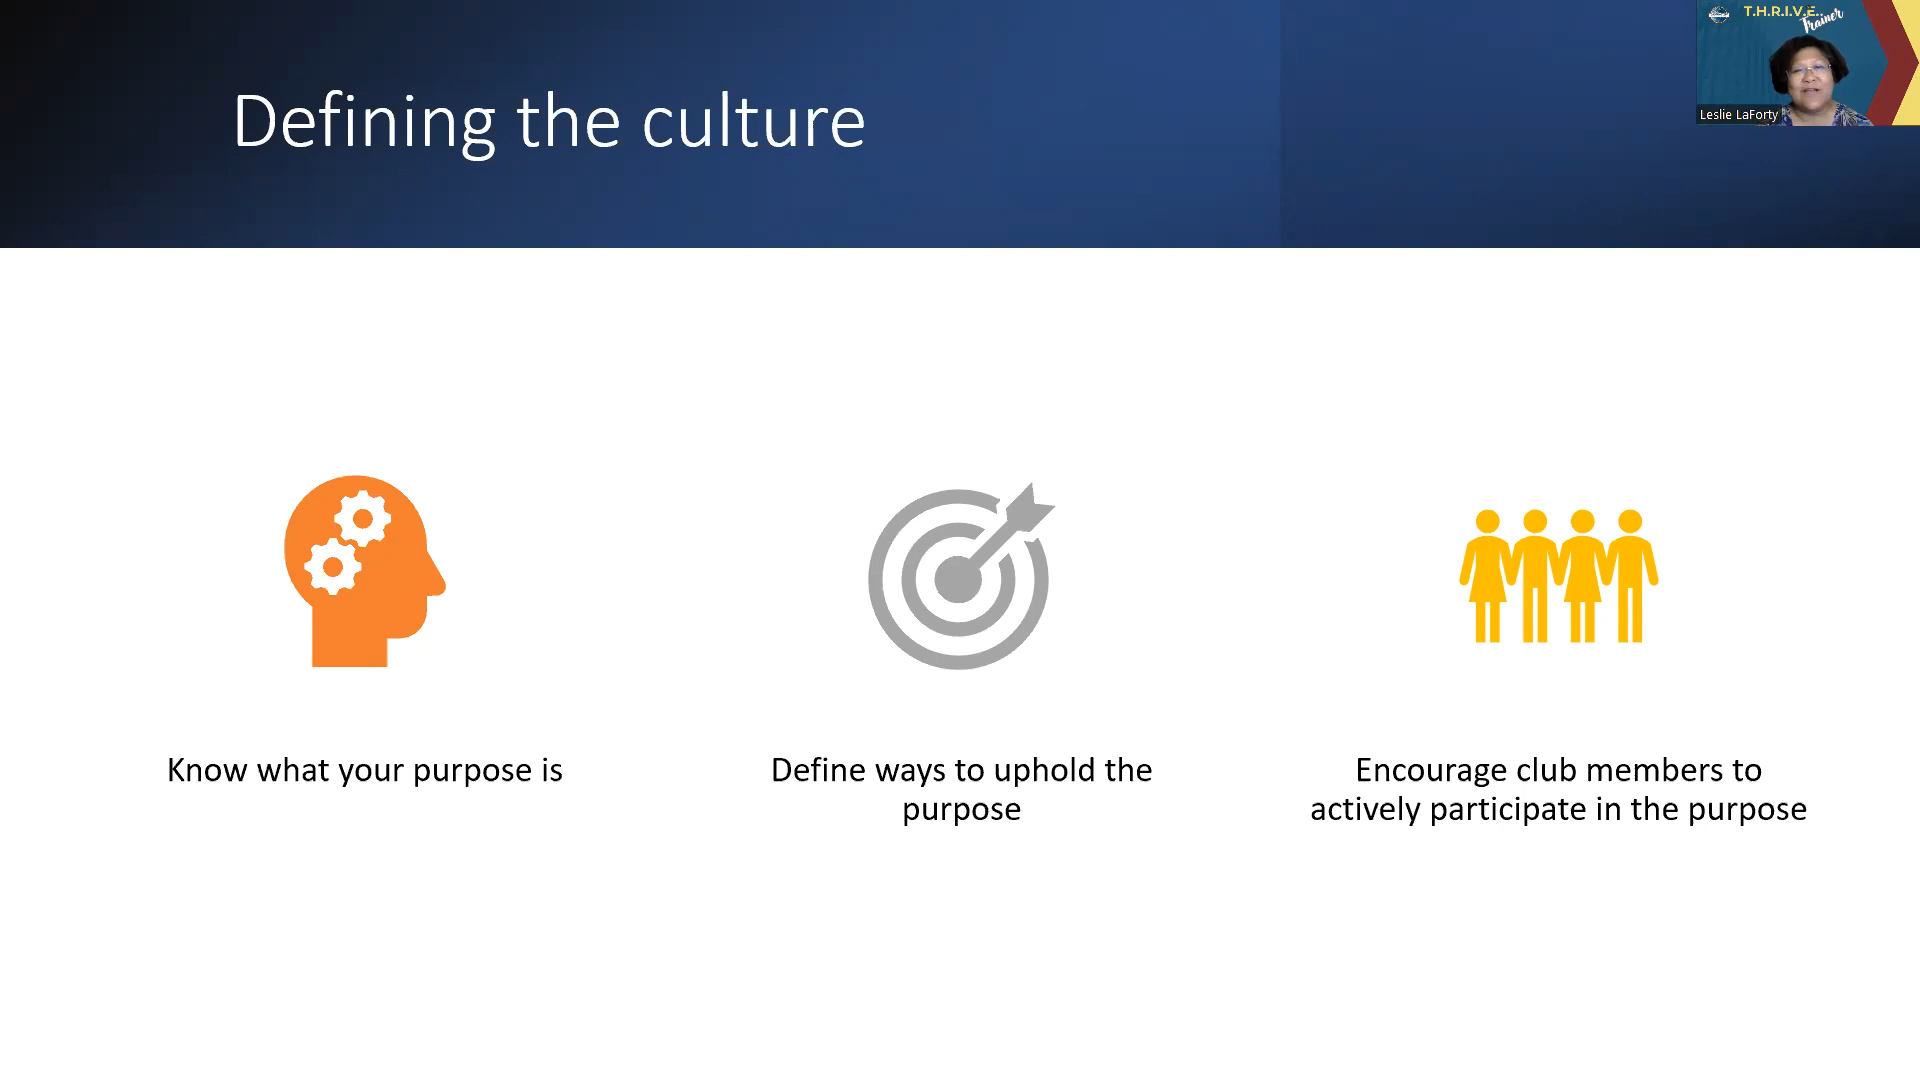 Defining the culture
T.H.R.I.V.E.
Trainer
Leslie LaForty
Know what your purpose is
Define ways to uphold the
purpose
Encourage club members to
actively participate in the purpose